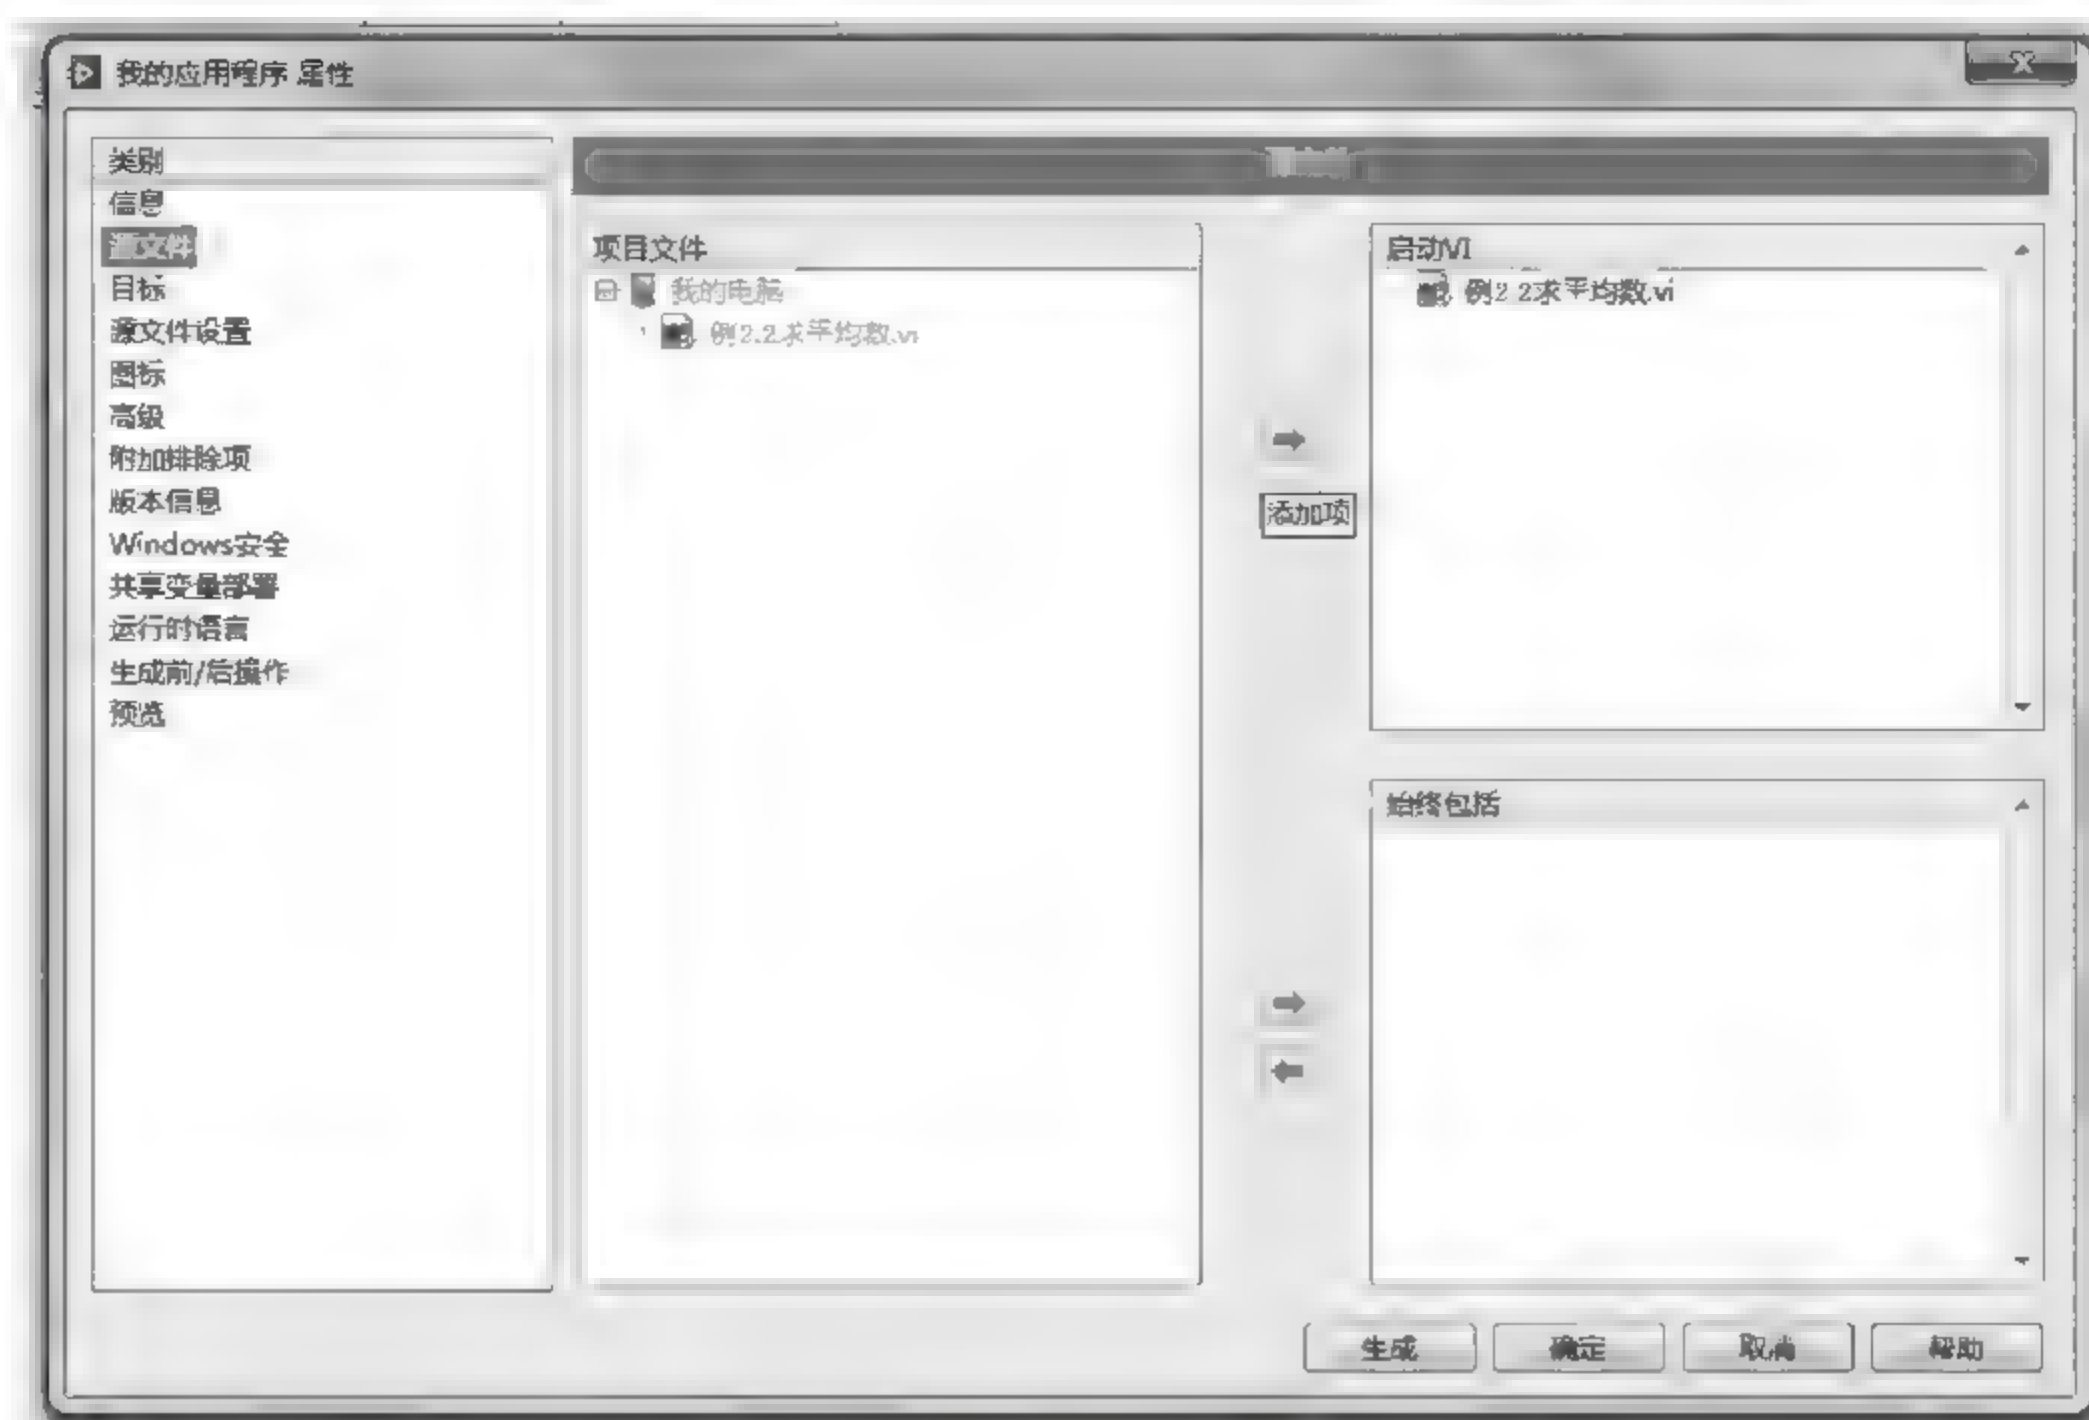 我的应用程序 属性
类别
信息
源文件
目标
源文件设置
图标
高级
附加排除项
版本信息
Windows安全
共享变量部署
运行时语言
生成前/后操作
预览
项目文件
我的电脑
例2.2求平均数.vi
添加项
启动VI
例2.2求平均数.vi
始终包括
生成
确定
取消
帮助